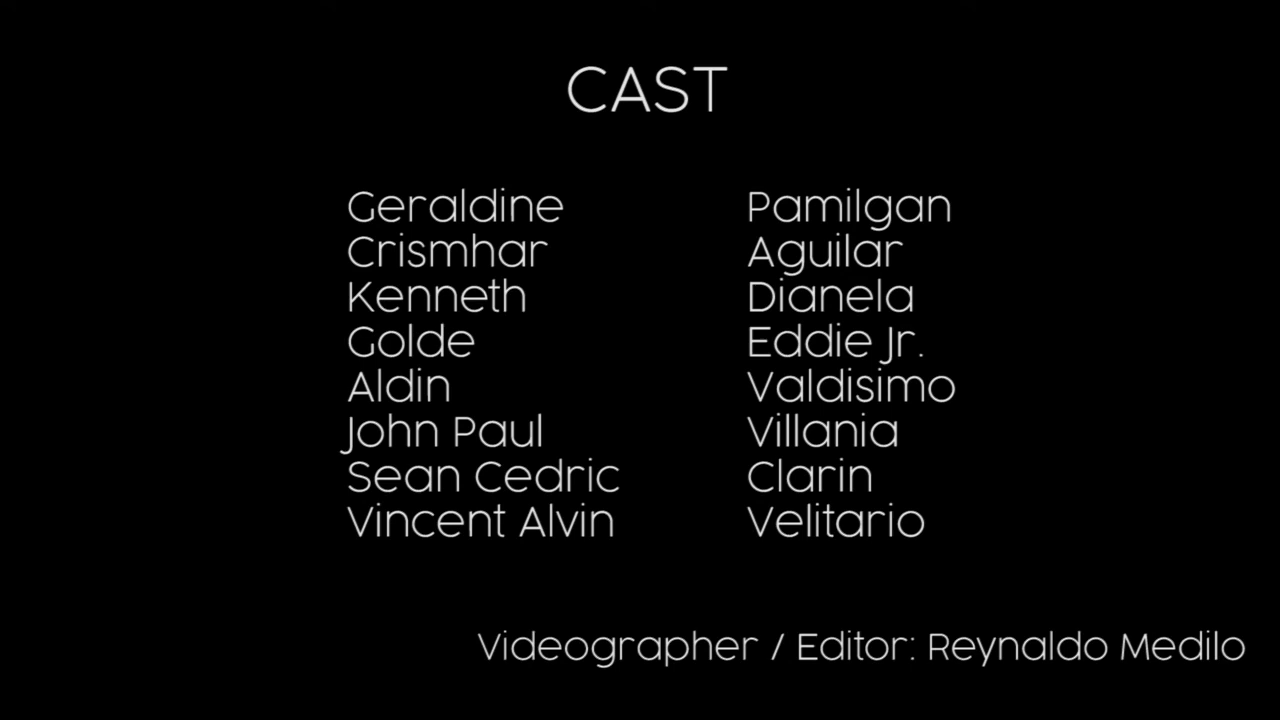 CAST
Geraldine Pamilgan
Crismhar Aguilar
Kenneth Dianela
Golde Eddie Jr.
Aldin Valdisimo
John Paul Villania
Sean Cedric Clarin
Vincent Alvin Velitario
Videographer / Editor: Reynaldo Medilo